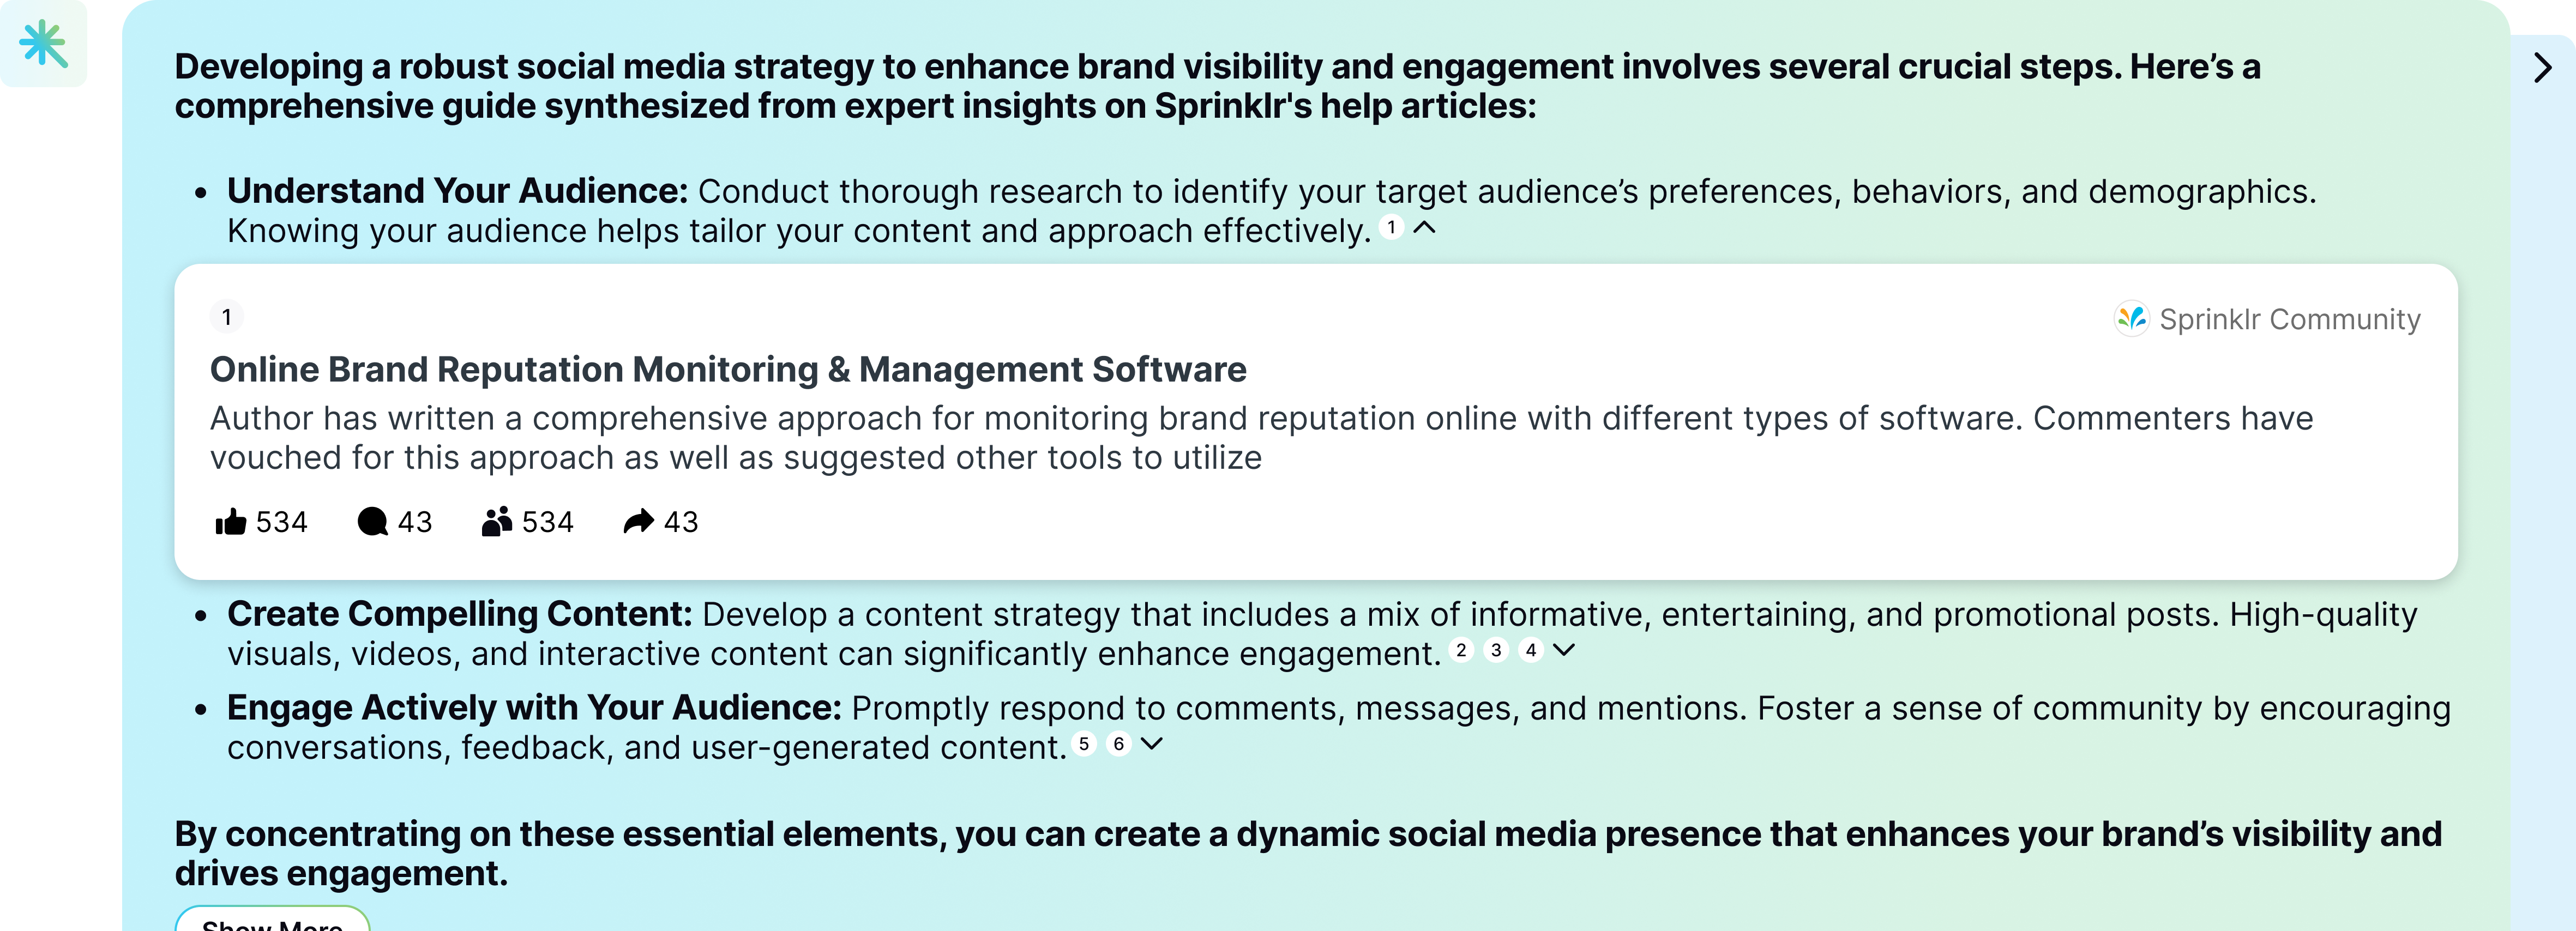 Developing a robust social media strategy to enhance brand visibility and engagement involves several crucial steps. Here’s a
comprehensive guide synthesized from expert insights on Sprinklr's help articles:
• Understand Your Audience: Conduct thorough research to identify your target audience’s preferences, behaviors, and demographics.
Knowing your audience helps tailor your content and approach effectively. 1
1
Sprinklr Community
Online Brand Reputation Monitoring & Management Software
Author has written a comprehensive approach for monitoring brand reputation online with different types of software. Commenters have
vouched for this approach as well as suggested other tools to utilize
534 43 534 43
• Create Compelling Content: Develop a content strategy that includes a mix of informative, entertaining, and promotional posts. High-quality
visuals, videos, and interactive content can significantly enhance engagement. 2 3 4
• Engage Actively with Your Audience: Promptly respond to comments, messages, and mentions. Foster a sense of community by encouraging
conversations, feedback, and user-generated content. 5 6
By concentrating on these essential elements, you can create a dynamic social media presence that enhances your brand’s visibility and
drives engagement.
Show More